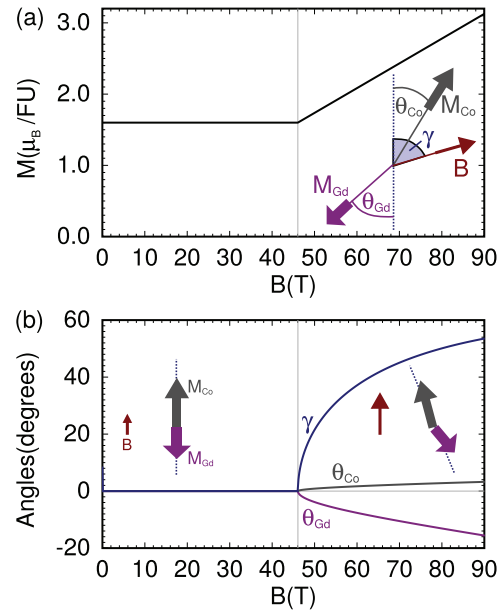 (a)
3.0
2.0
1.0
0.0
M(μB/FU)
θCo
MCo
γ
B
MGd
θGd
0 10 20 30 40 50 60 70 80 90
B(T)
(b)
60
40
20
0
-20
Angles(degrees)
MCo
B
MGd
γ
θCo
θGd
0 10 20 30 40 50 60 70 80 90
B(T)